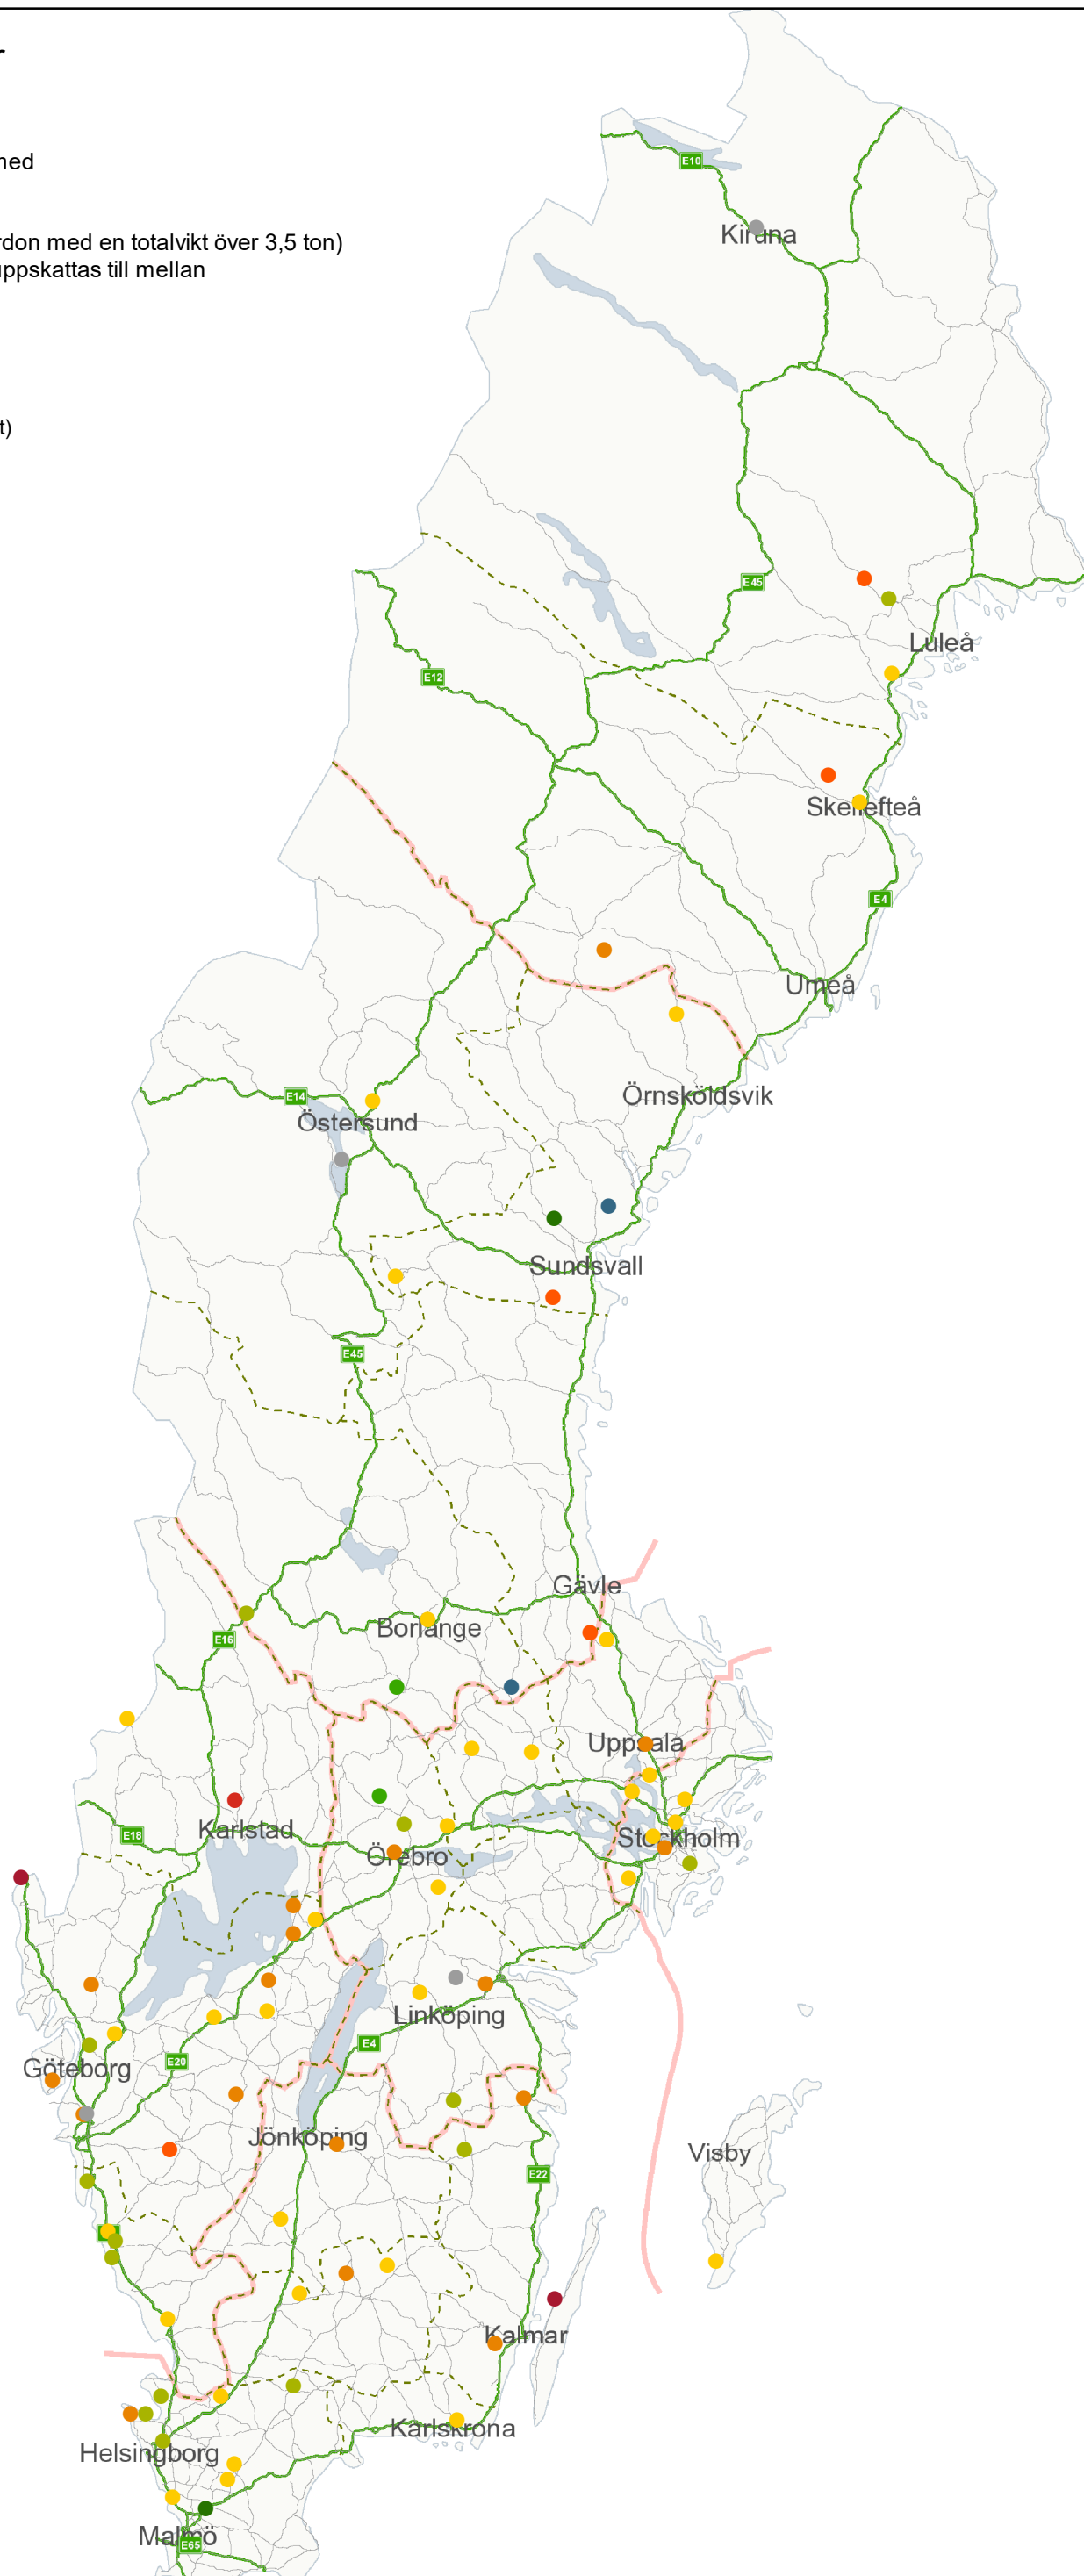 r
ned
rdon med en totalvikt över 3,5 ton)
uppskattas till mellan
t)
E10
Kiruna
E45
Luleå
E12
Skellefteå
E4
Umeå
Örnsköldsvik
E14
Östersund
Sundsvall
E45
Gävle
Borlänge
E16
Uppsala
Karlstad
E18
Stockholm
Örebro
Linköping
E4
E20
Göteborg
Jönköping
Visby
E22
Kalmar
Karlskrona
Helsingborg
Malmö
E65